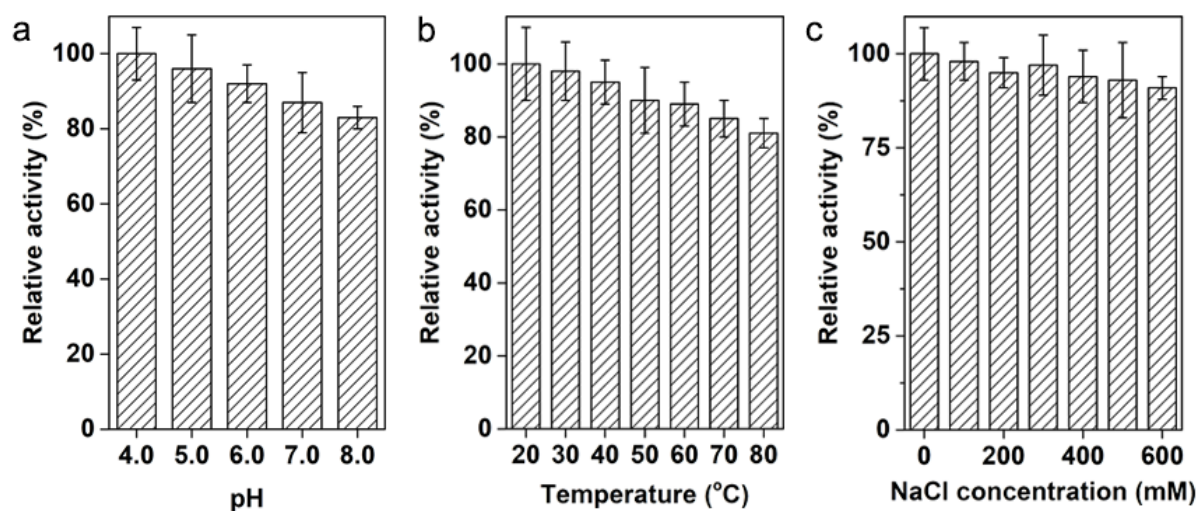 a
Relative activity (%)
100
80
60
40
20
0
4.0 5.0 6.0 7.0 8.0
pH
b
Relative activity (%)
100
80
60
40
20
0
20 30 40 50 60 70 80
Temperature (°C)
c
Relative activity (%)
100
75
50
25
0
0 200 400 600
NaCl concentration (mM)